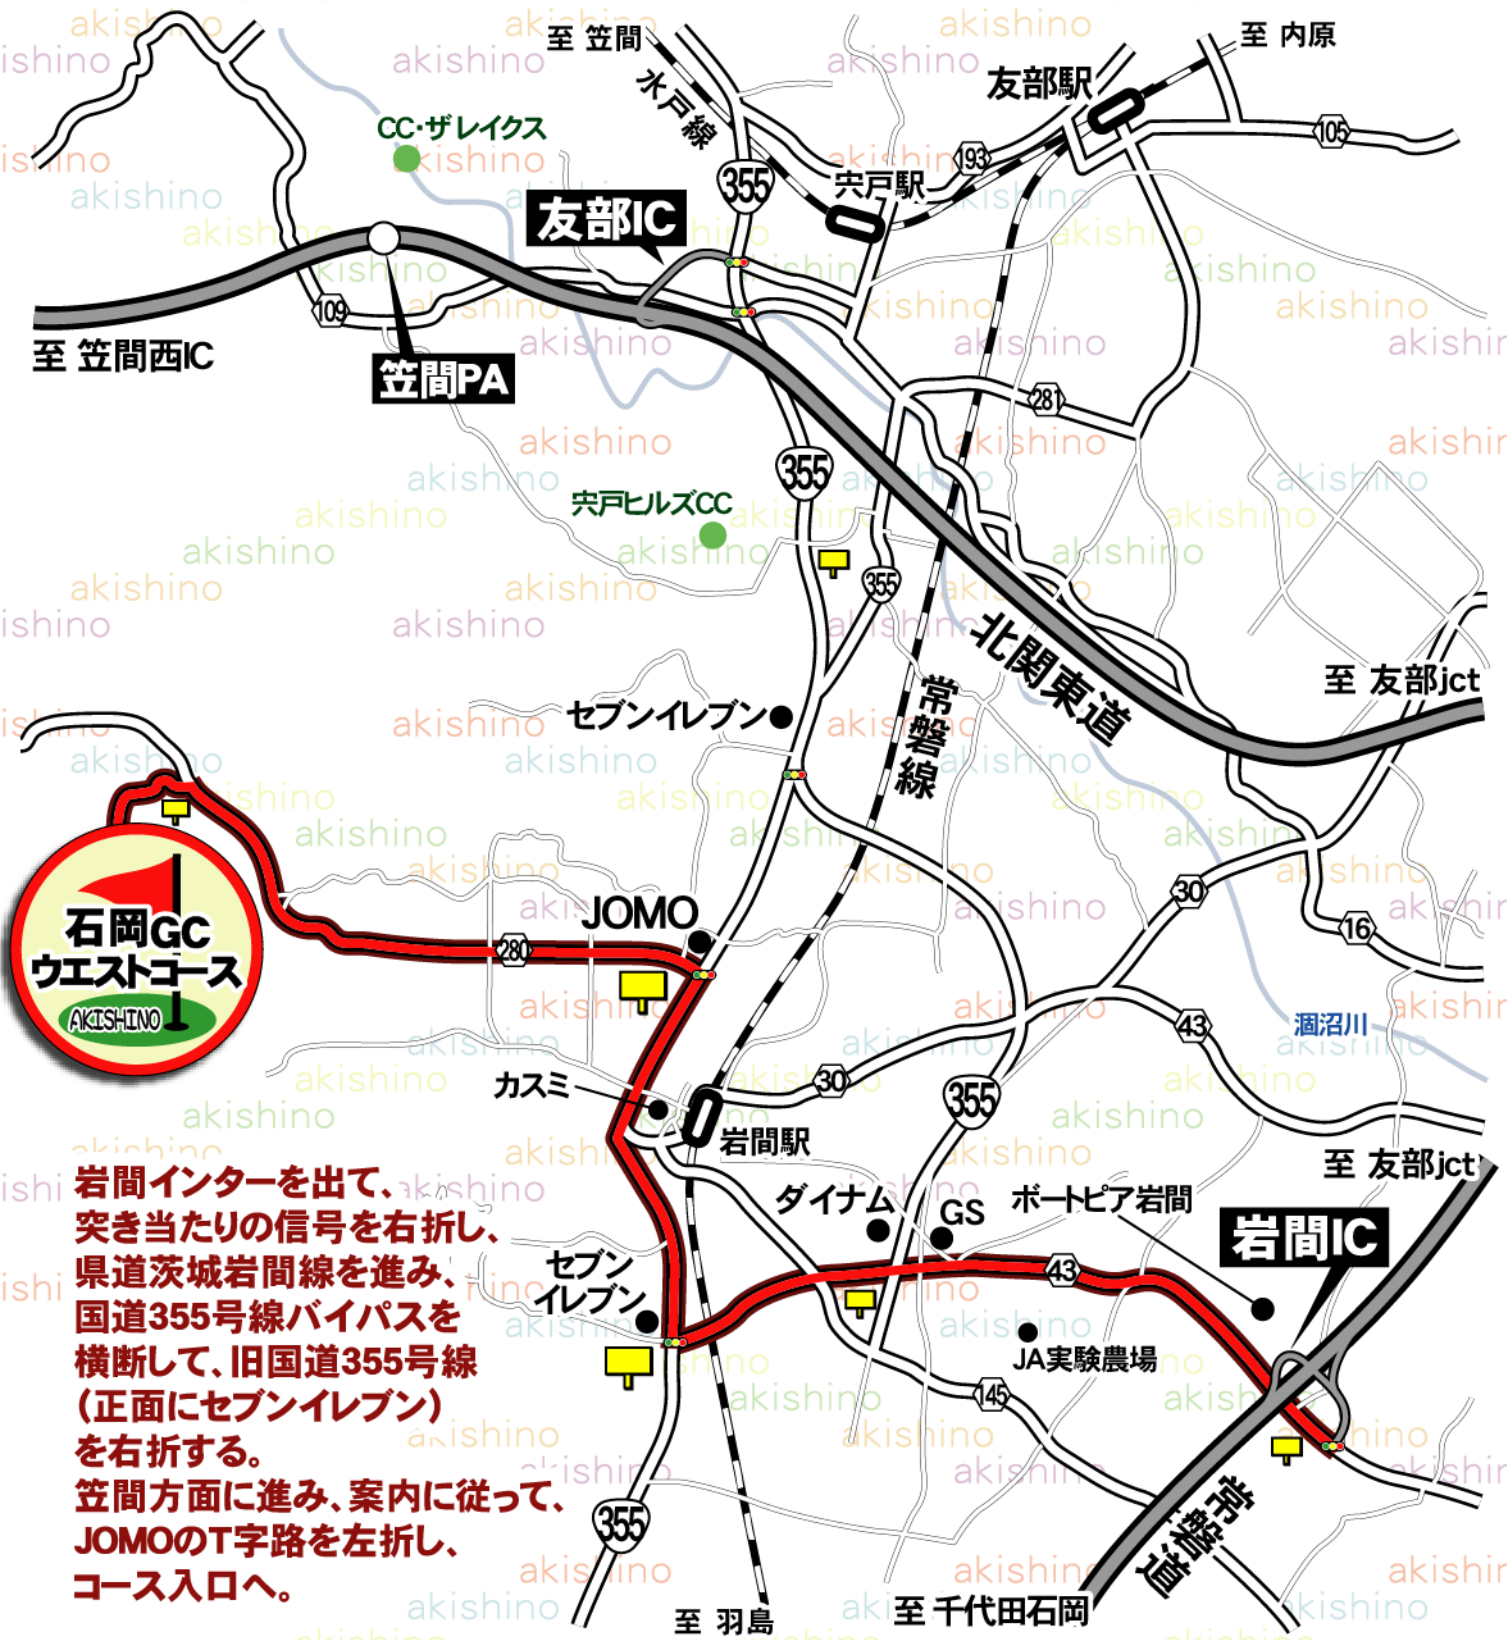 至 笠間
至 内原
水戸線
友部駅
CC・ザ レイクス
193
105
355
宍戸駅
友部IC
109
至 笠間西IC
笠間PA
281
355
宍戸ヒルズCC
355
北関東道
至 友部jct
常磐線
セブンイレブン
30
16
JOMO
280
石岡GC
ウエストコース
AKISHINO
43
涸沼川
カスミ
30
355
岩間駅
至 友部jct
ダイナム
GS
ボートピア岩間
岩間IC
43
セブン
イレブン
JA実験農場
145
355
常磐道
至 千代田石岡
至 羽鳥
岩間インターを出て、
突き当たりの信号を右折し、
県道茨城岩間線を進み、
国道355号線バイパスを
横断して、旧国道355号線
(正面にセブンイレブン)
を右折する。
笠間方面に進み、案内に従って、
JOMOのT字路を左折し、
コース入口へ。
akishino